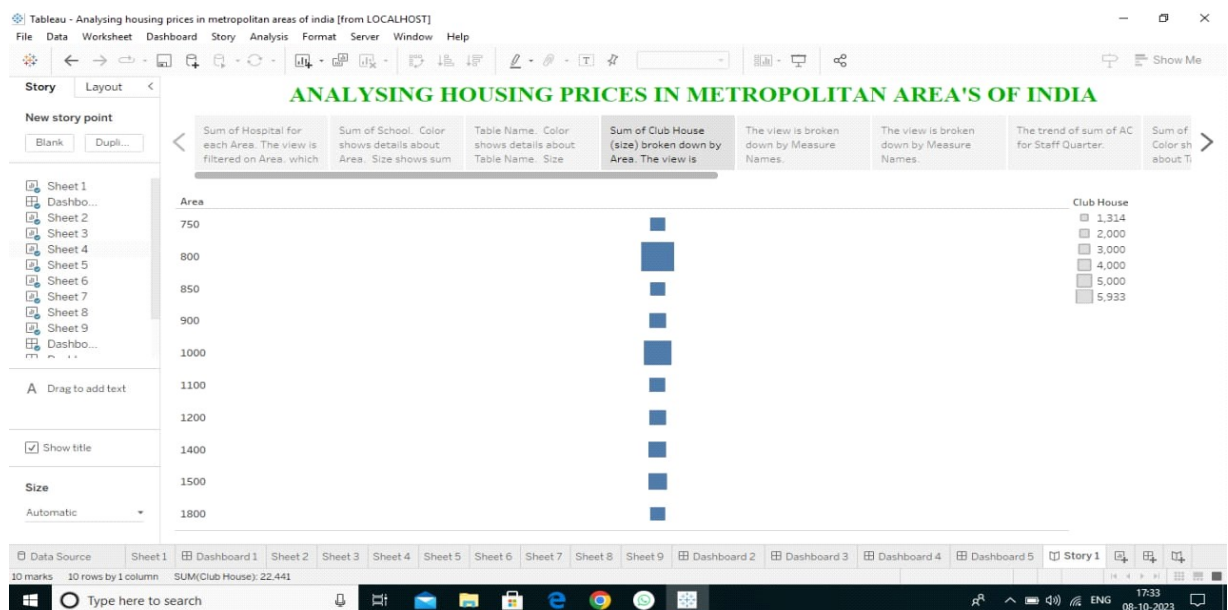 Tableau - Analysing housing prices in metropolitan areas of india [from LOCALHOST]
File Data Worksheet Dashboard Story Analysis Format Server Window Help
Show Me
Story Layout
New story point
Blank Dupli...
Sheet 1
Dashbo...
Sheet 2
Sheet 3
Sheet 4
Sheet 5
Sheet 6
Sheet 7
Sheet 8
Sheet 9
Dashbo...
A Drag to add text
Show title
Size
Automatic
ANALYSING HOUSING PRICES IN METROPOLITAN AREA'S OF INDIA
Sum of Hospital for
each Area. The view is
filtered on Area, which
Sum of School. Color
shows details about
Area. Size shows sum
Table Name. Color
shows details about
Table Name. Size
Sum of Club House
(size) broken down by
Area. The view is
The view is broken
down by Measure
Names.
The view is broken
down by Measure
Names.
The trend of sum of AC
for Staff Quarter.
Sum of
Color sh
about
Area
750
800
850
900
1000
1100
1200
1400
1500
1800
Club House
1,314
2,000
3,000
4,000
5,000
5,933
Data Source Sheet 1 Dashboard 1 Sheet 2 Sheet 3 Sheet 4 Sheet 5 Sheet 6 Sheet 7 Sheet 8 Sheet 9 Dashboard 2 Dashboard 3 Dashboard 4 Dashboard 5 Story 1
10 marks 10 rows by 1 column SUM(Club House): 22,441
Type here to search
ENG
17:33
08-10-2023